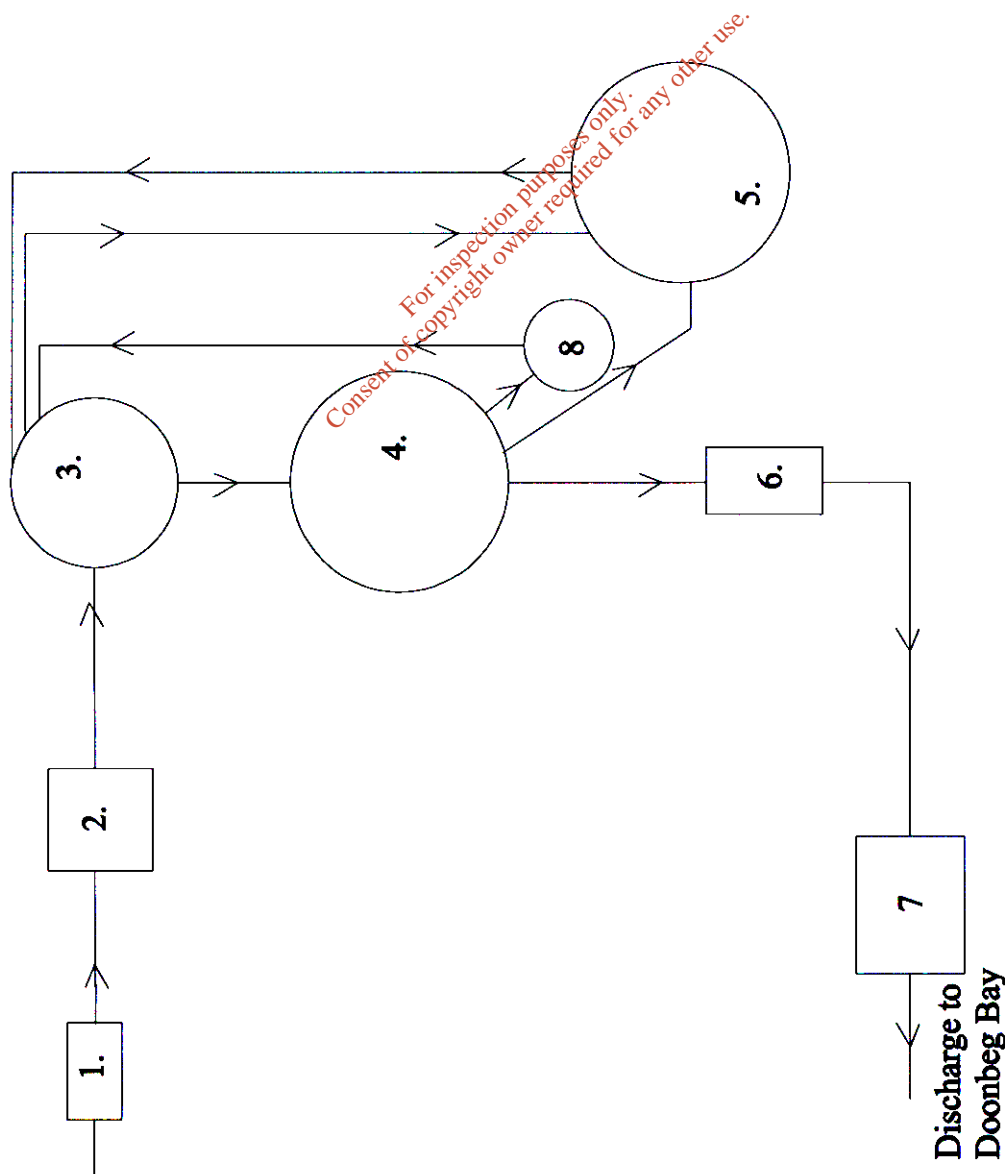 1.
2.
3.
4.
5.
6.
7
8
Discharge to
Doonbeg Bay
For inspection purposes only.
Consent of copyright owner required for any other use.